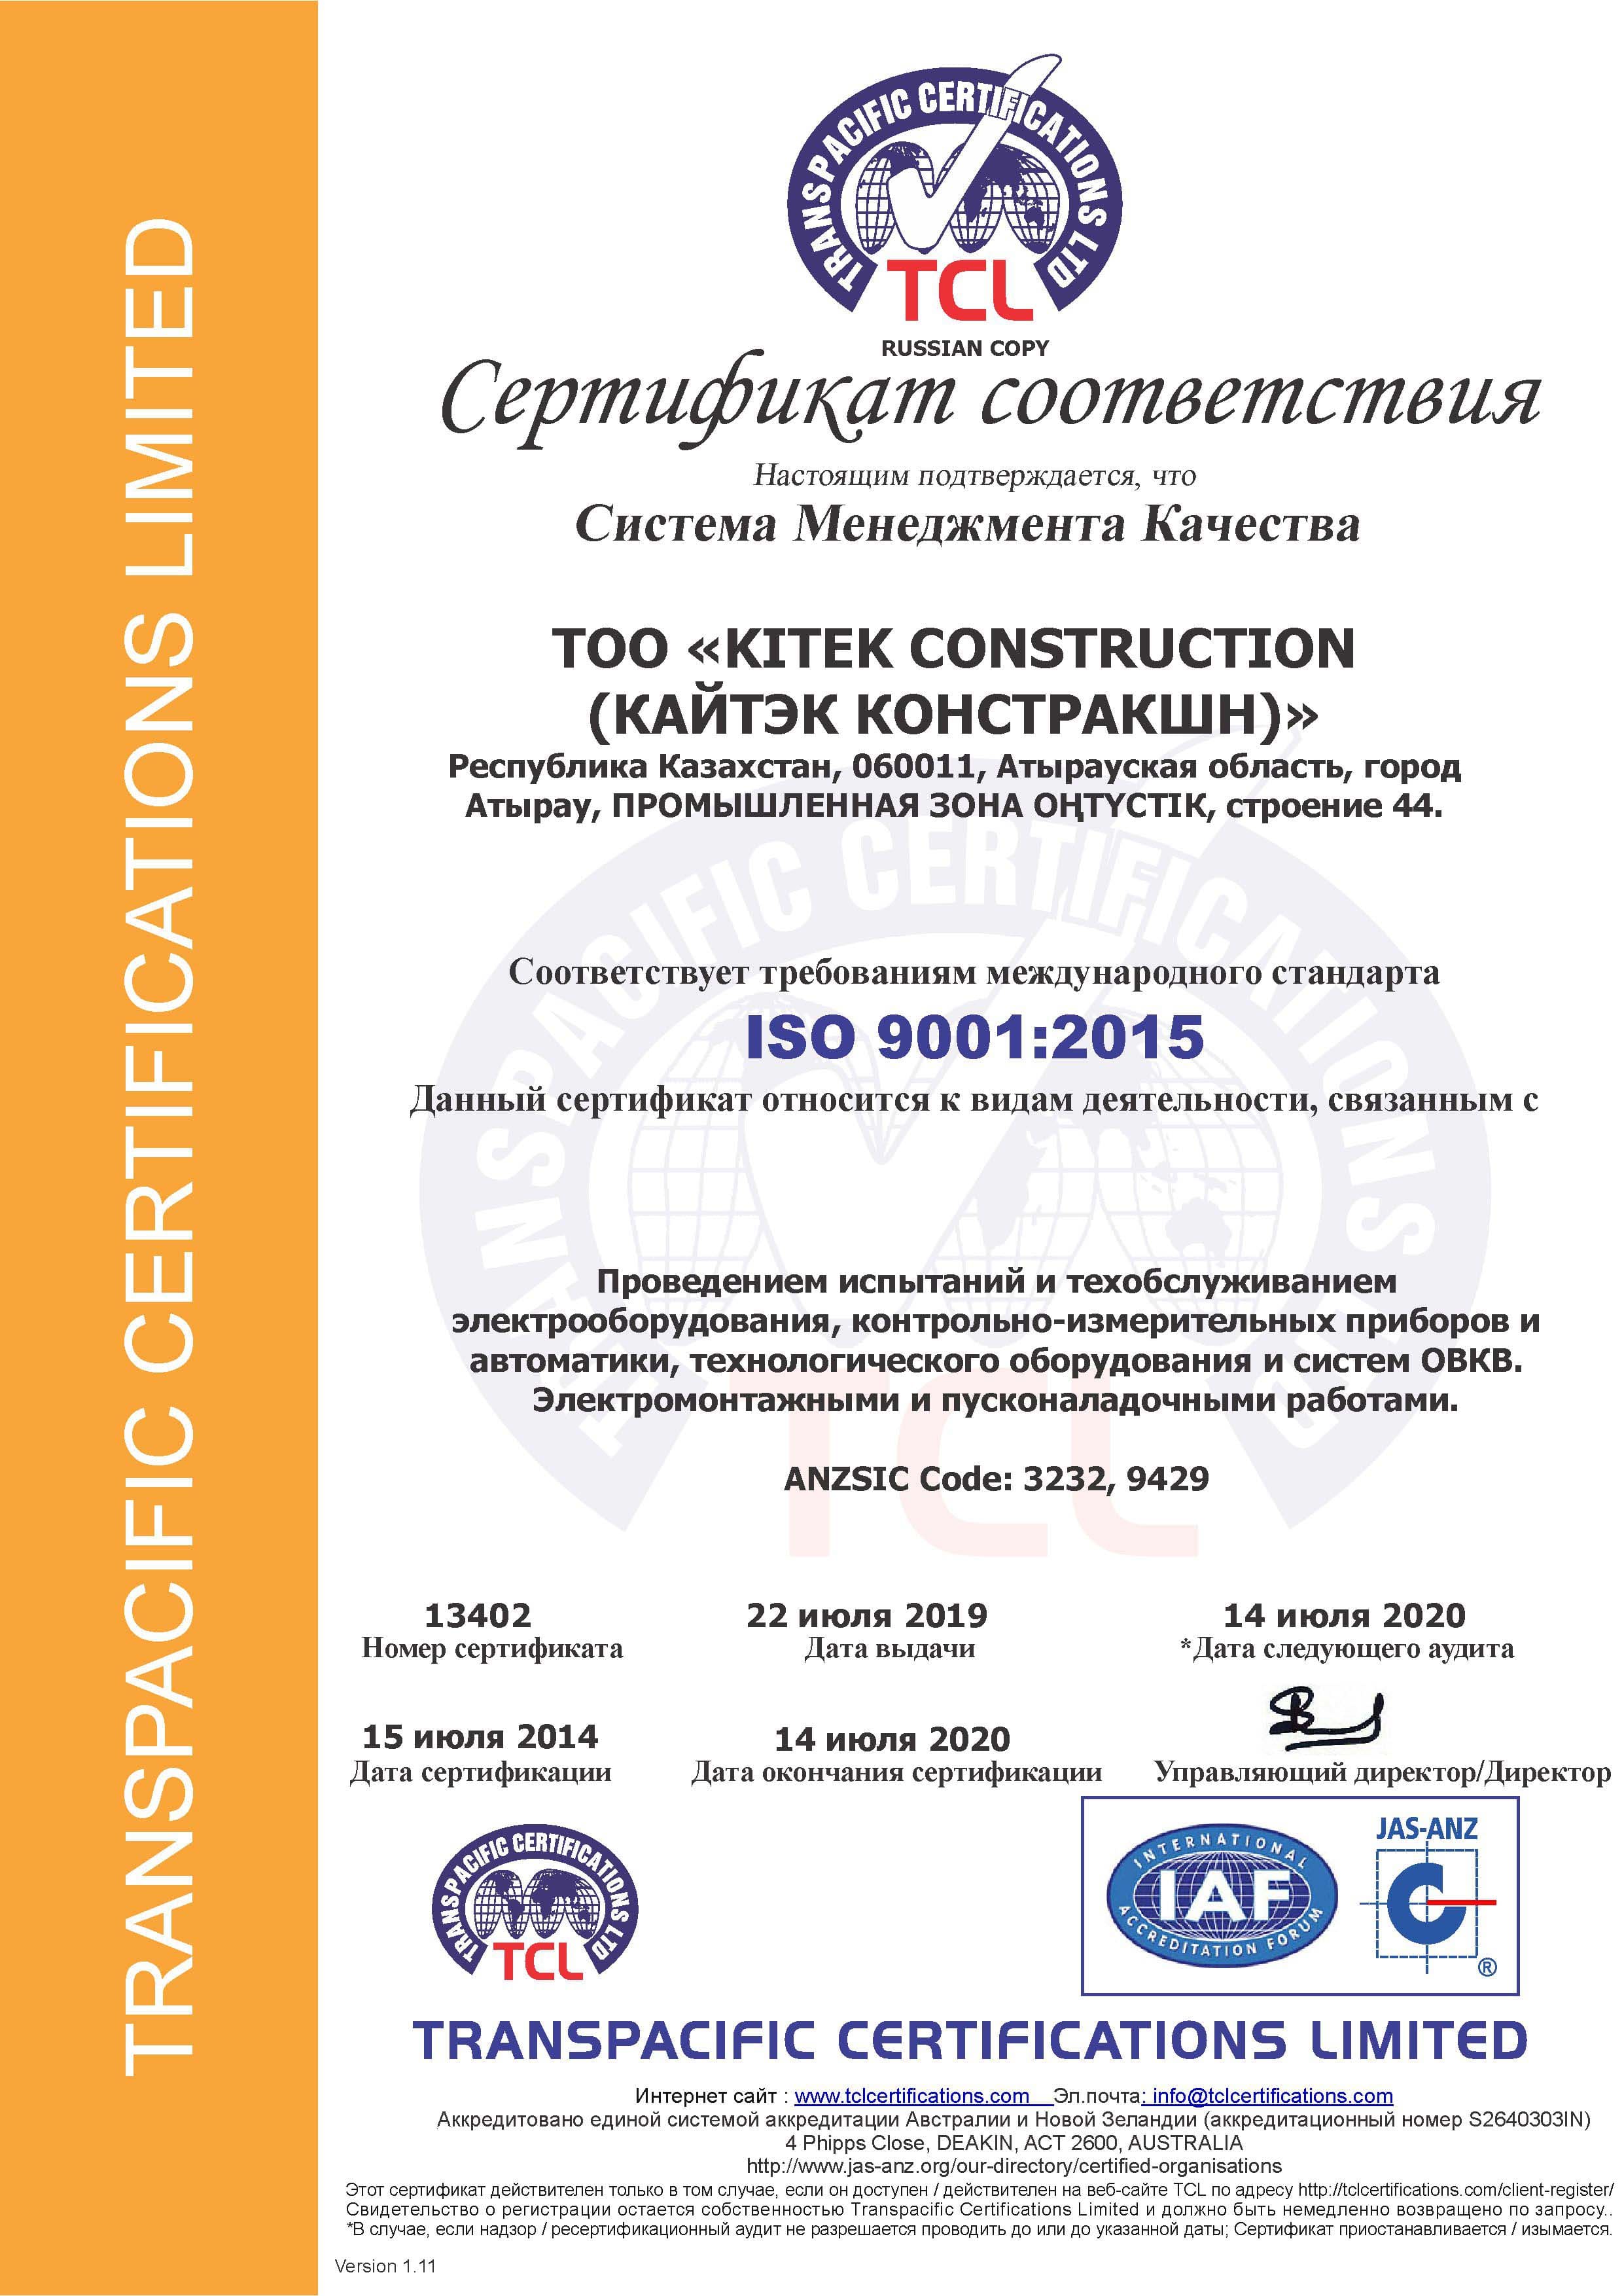 TRANSPACIFIC CERTIFICATIONS LIMITED
TRANSPACIFIC CERTIFICATIONS LTD
TCL
RUSSIAN COPY
Сертификат соответствия
Настоящим подтверждается, что
Система Менеджмента Качества
ТОО «KITEK CONSTRUCTION
(КАЙТЭК КОНСТРАКШН)»
Республика Казахстан, 060011, Атырауская область, город
Атырау, ПРОМЫШЛЕННАЯ ЗОНА ОҢТҮСТІК, строение 44.
Соответствует требованиям международного стандарта
ISO 9001:2015
Данный сертификат относится к видам деятельности, связанным с
Проведением испытаний и техобслуживанием
электрооборудования, контрольно-измерительных приборов и
автоматики, технологического оборудования и систем ОВКВ.
Электромонтажными и пусконаладочными работами.
ANZSIC Code: 3232, 9429
13402 22 июля 2019 14 июля 2020
Номер сертификата Дата выдачи *Дата следующего аудита
15 июля 2014 14 июля 2020
Дата сертификации Дата окончания сертификации Управляющий директор/Директор
TRANSPACIFIC CERTIFICATIONS LTD
TCL
INTERNATIONAL
IAF
ACCREDITATION FORUM
JAS-ANZ
®
TRANSPACIFIC CERTIFICATIONS LIMITED
Интернет сайт : www.tclcertifications.com Эл.почта: info@tclcertifications.com
Аккредитовано единой системой аккредитации Австралии и Новой Зеландии (аккредитационный номер S2640303IN)
4 Phipps Close, DEAKIN, ACT 2600, AUSTRALIA
http://www.jas-anz.org/our-directory/certified-organisations
Этот сертификат действителен только в том случае, если он доступен / действителен на веб-сайте TCL по адресу http://tclcertifications.com/client-register/
Свидетельство о регистрации остается собственностью Transpacific Certifications Limited и должно быть немедленно возвращено по запросу..
*В случае, если надзор / ресертификационный аудит не разрешается проводить до или до указанной даты; Сертификат приостанавливается / изымается.
Version 1.11